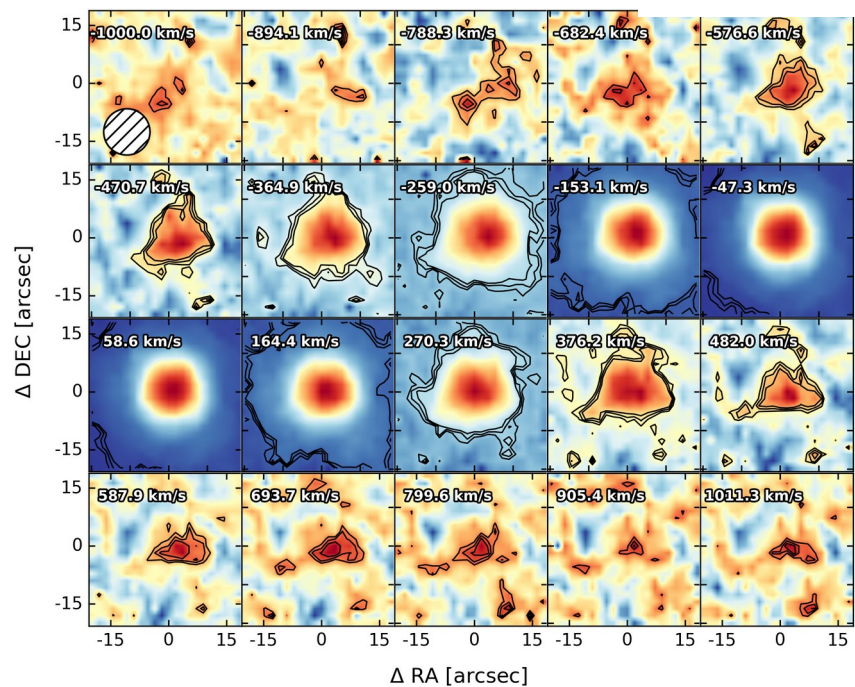 15
-1000.0 km/s -894.1 km/s -788.3 km/s -682.4 km/s -576.6 km/s
0
-15
15
-470.7 km/s -364.9 km/s -259.0 km/s -153.1 km/s -47.3 km/s
0
-15
15
58.6 km/s 164.4 km/s 270.3 km/s 376.2 km/s 482.0 km/s
0
-15
15
587.9 km/s 693.7 km/s 799.6 km/s 905.4 km/s 1011.3 km/s
0
-15
-15 0 15 -15 0 15 -15 0 15 -15 0 15 -15 0 15
Δ DEC [arcsec]
Δ RA [arcsec]